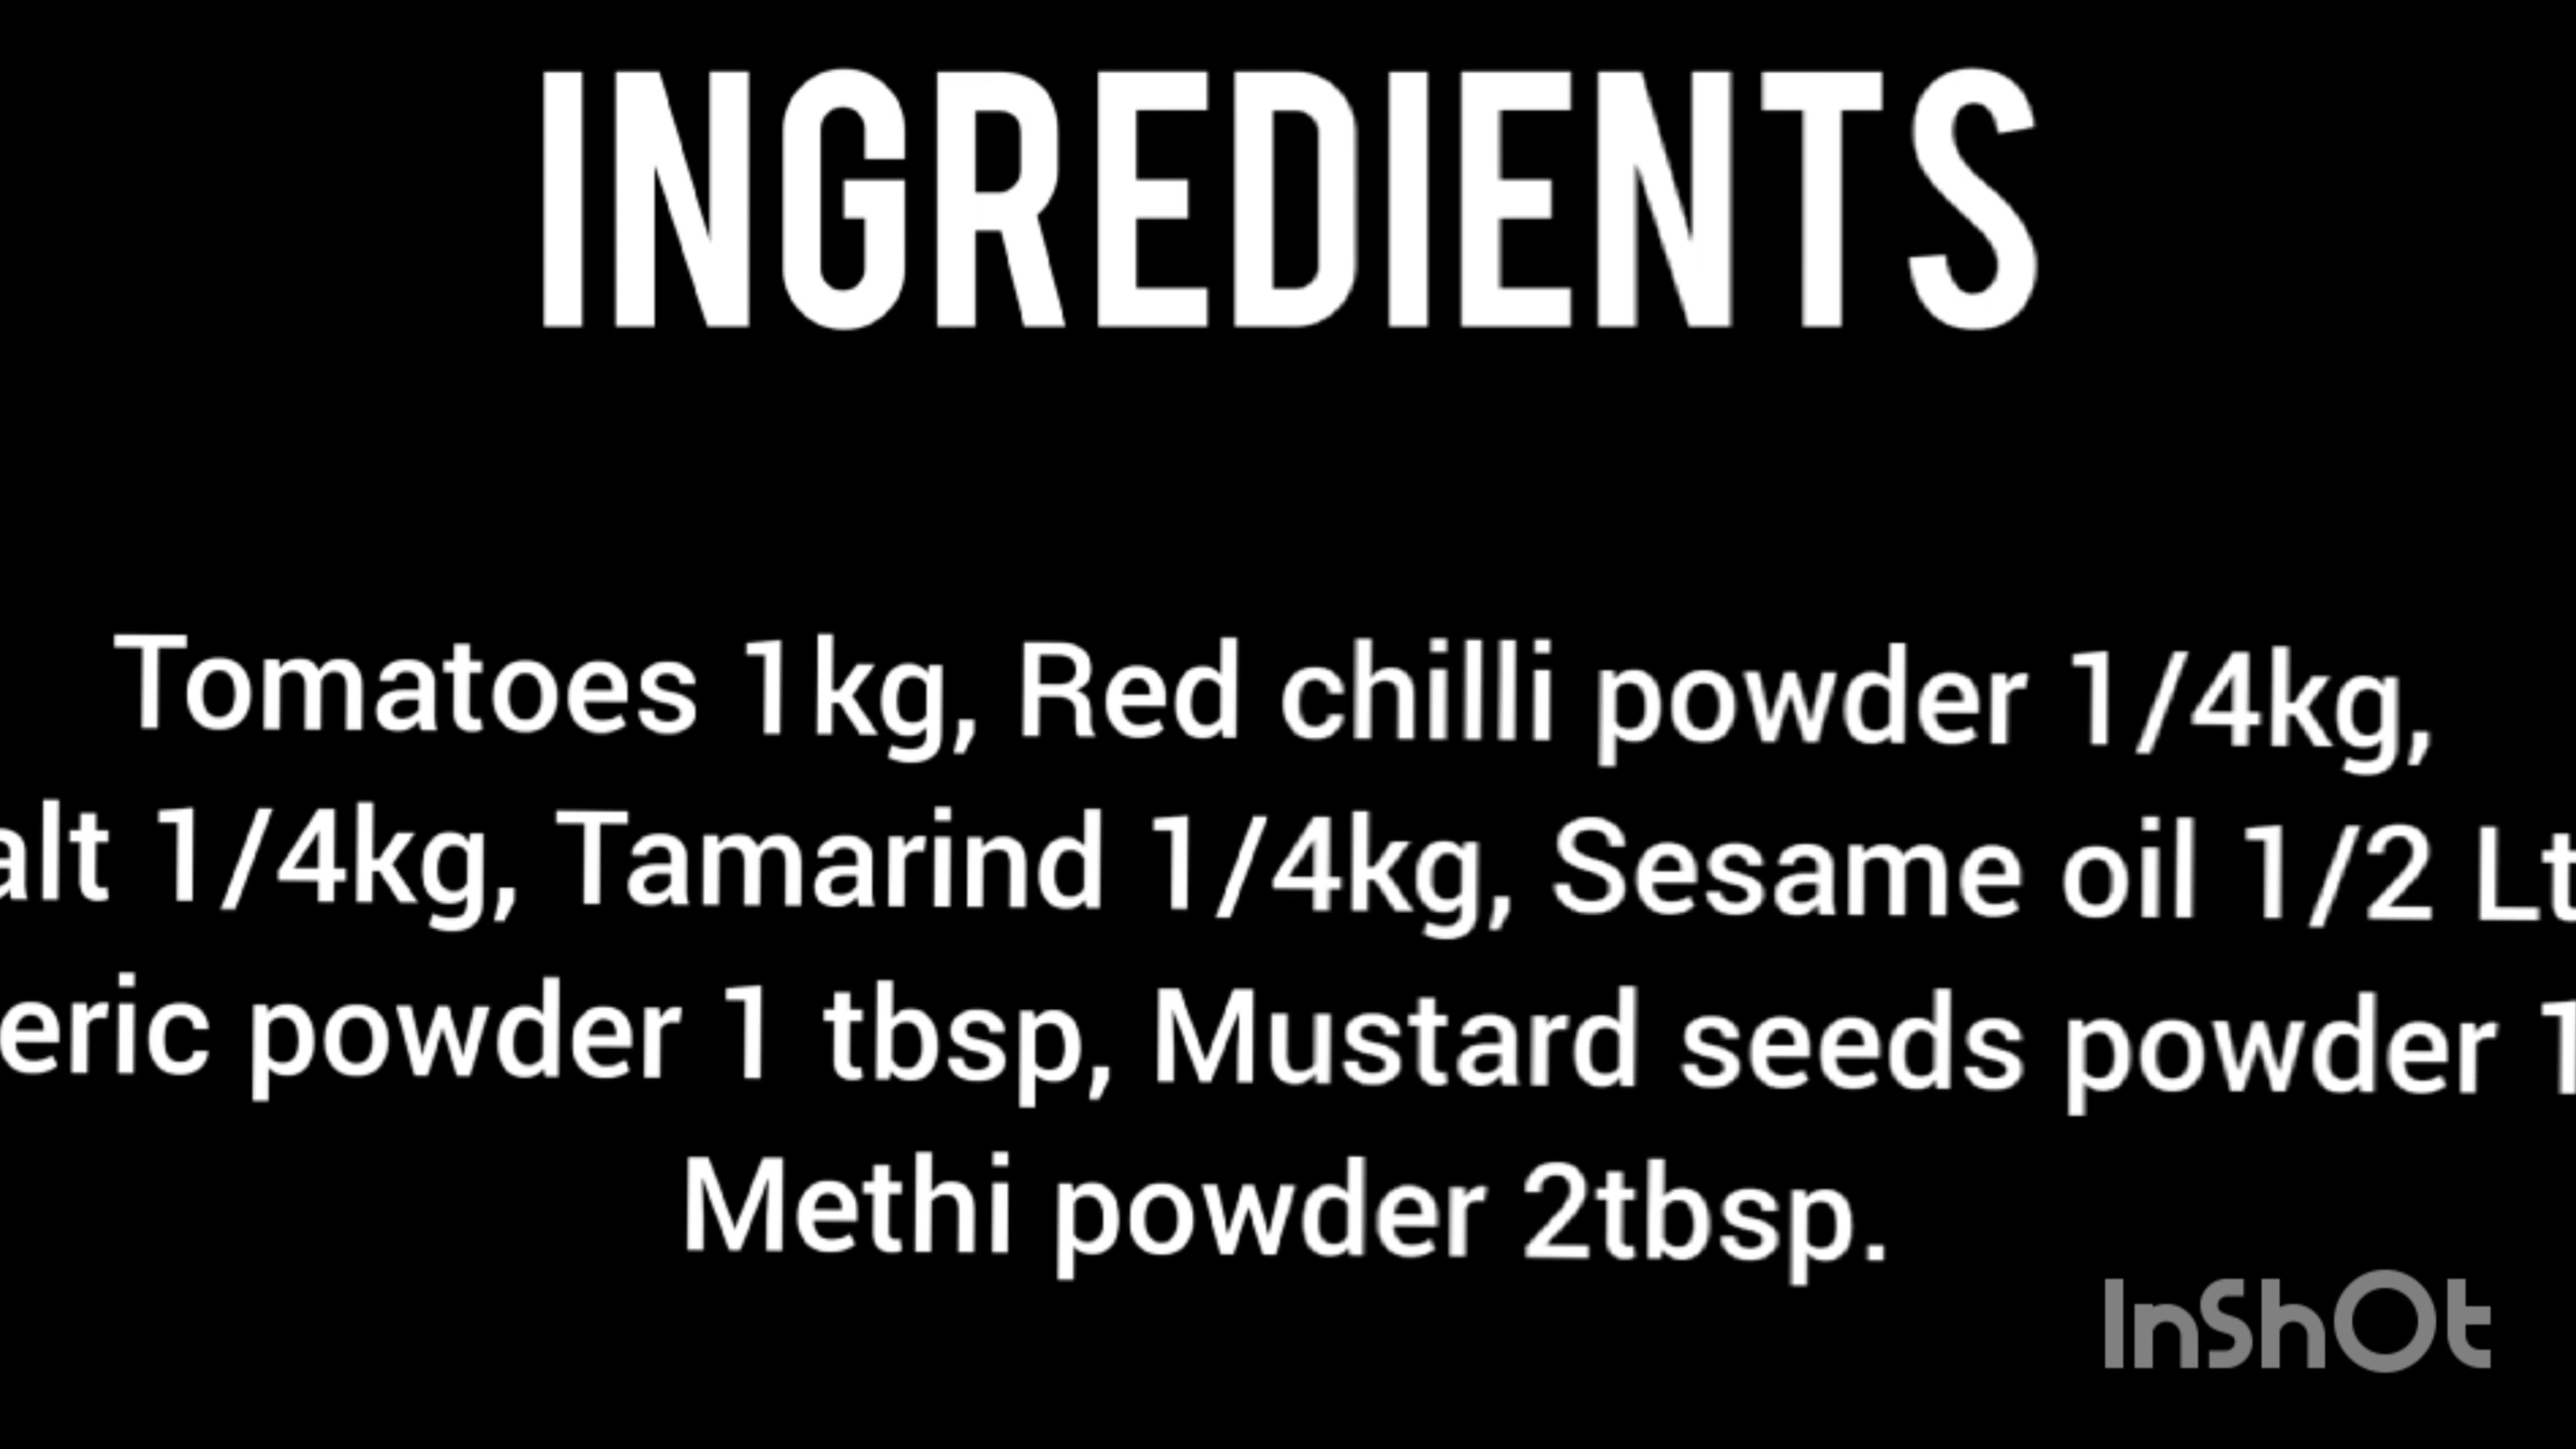 INGREDIENTS
Tomatoes 1kg, Red chilli powder 1/4kg,
alt 1/4kg, Tamarind 1/4kg, Sesame oil 1/2 Lt
eric powder 1 tbsp, Mustard seeds powder 1
Methi powder 2tbsp.
InShOt